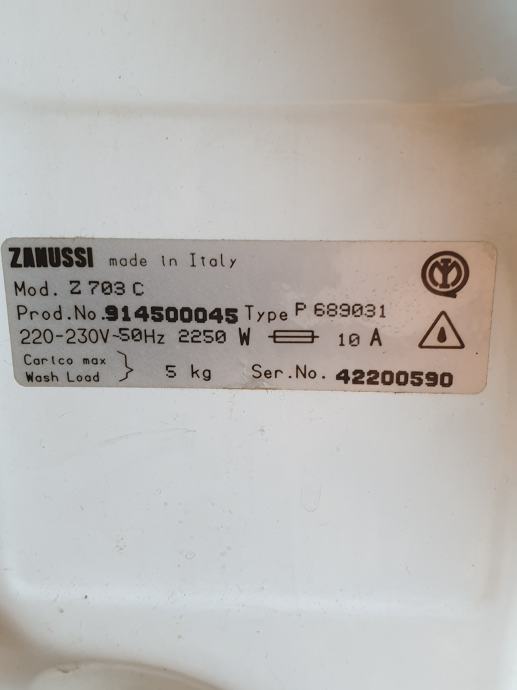 ZANUSSI made in Italy
Mod. Z 703 C
Prod.No. 914500045 Type P 689031
220-230V~50Hz 2250 W 10 A
Carico max
Wash Load } 5 kg Ser.No. 42200590